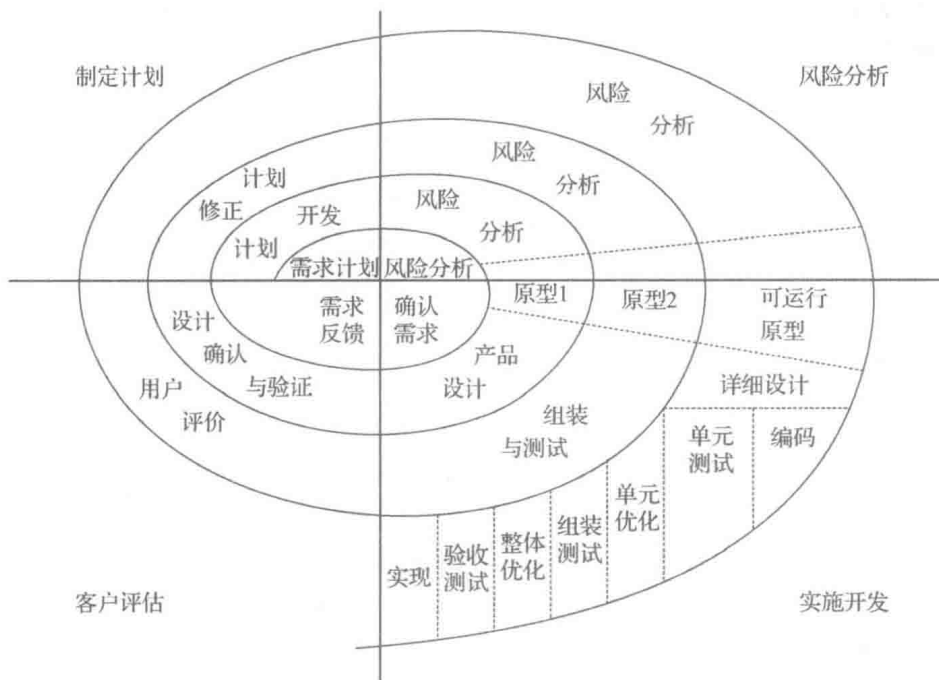 制定计划
风险分析
风险
分析
风险
分析
计划
修正
风险
分析
开发
计划
需求计划
风险分析
需求
反馈
确认
需求
原型1
原型2
可运行
原型
设计
确认
与验证
产品
设计
详细设计
用户
评价
组装
与测试
单元
测试
编码
单元
优化
组装
测试
整体
优化
验收
测试
实现
客户评估
实施开发